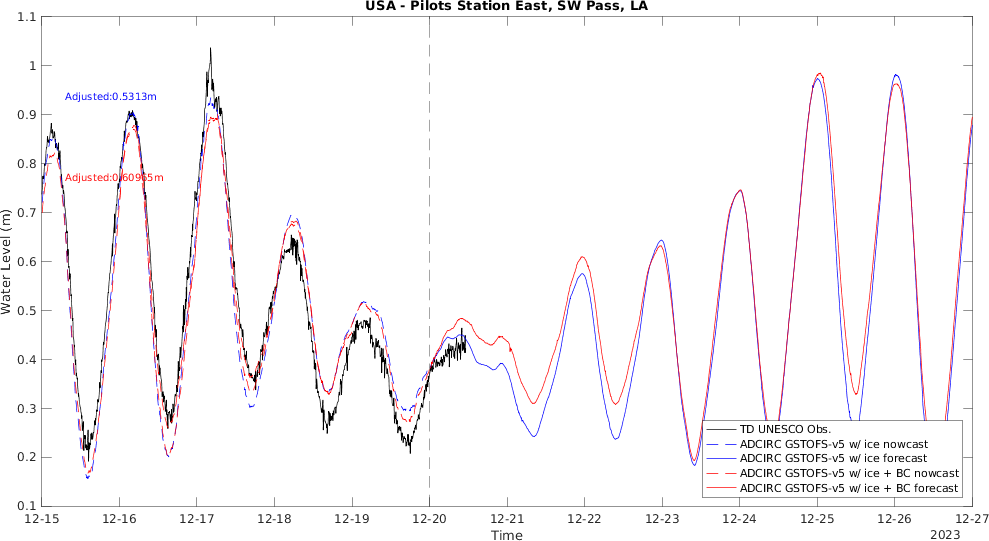 USA - Pilots Station East, SW Pass, LA
1.1
1
0.9
0.8
0.7
0.6
0.5
0.4
0.3
0.2
0.1
Water Level (m)
Adjusted:0.5313m
Adjusted:0.60965m
TD UNESCO Obs.
ADCIRC GSTOFS-v5 w/ ice nowcast
ADCIRC GSTOFS-v5 w/ ice forecast
ADCIRC GSTOFS-v5 w/ ice + BC nowcast
ADCIRC GSTOFS-v5 w/ ice + BC forecast
12-15 12-16 12-17 12-18 12-19 12-20 12-21 12-22 12-23 12-24 12-25 12-26 12-27
Time
2023